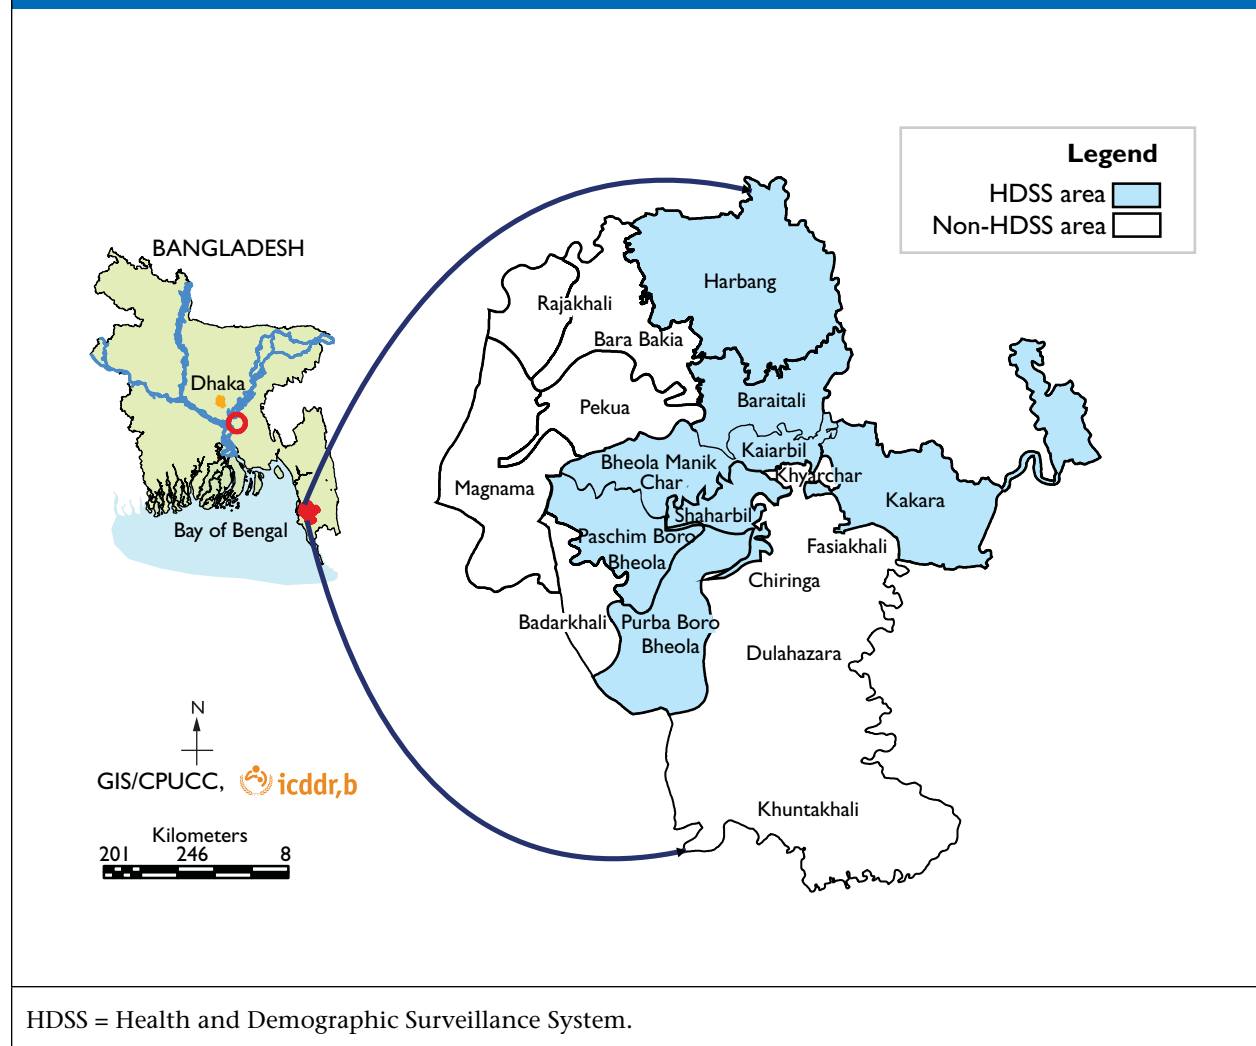 Legend
HDSS area
Non-HDSS area
BANGLADESH
Dhaka
Bay of Bengal
Harbang
Rajakhali
Bara Bakia
Pekua
Baraitali
Kaiarbil
Bheola Manik
Char
Khyarchar
Magnama
Shaharbil
Kakara
Paschim Boro
Bheola
Fasiakhali
Chiringa
Badarkhali
Purba Boro
Bheola
Dulahazara
Khuntakhali
N
GIS/CPUCC, icddr,b
Kilometers
201 246 8
HDSS = Health and Demographic Surveillance System.